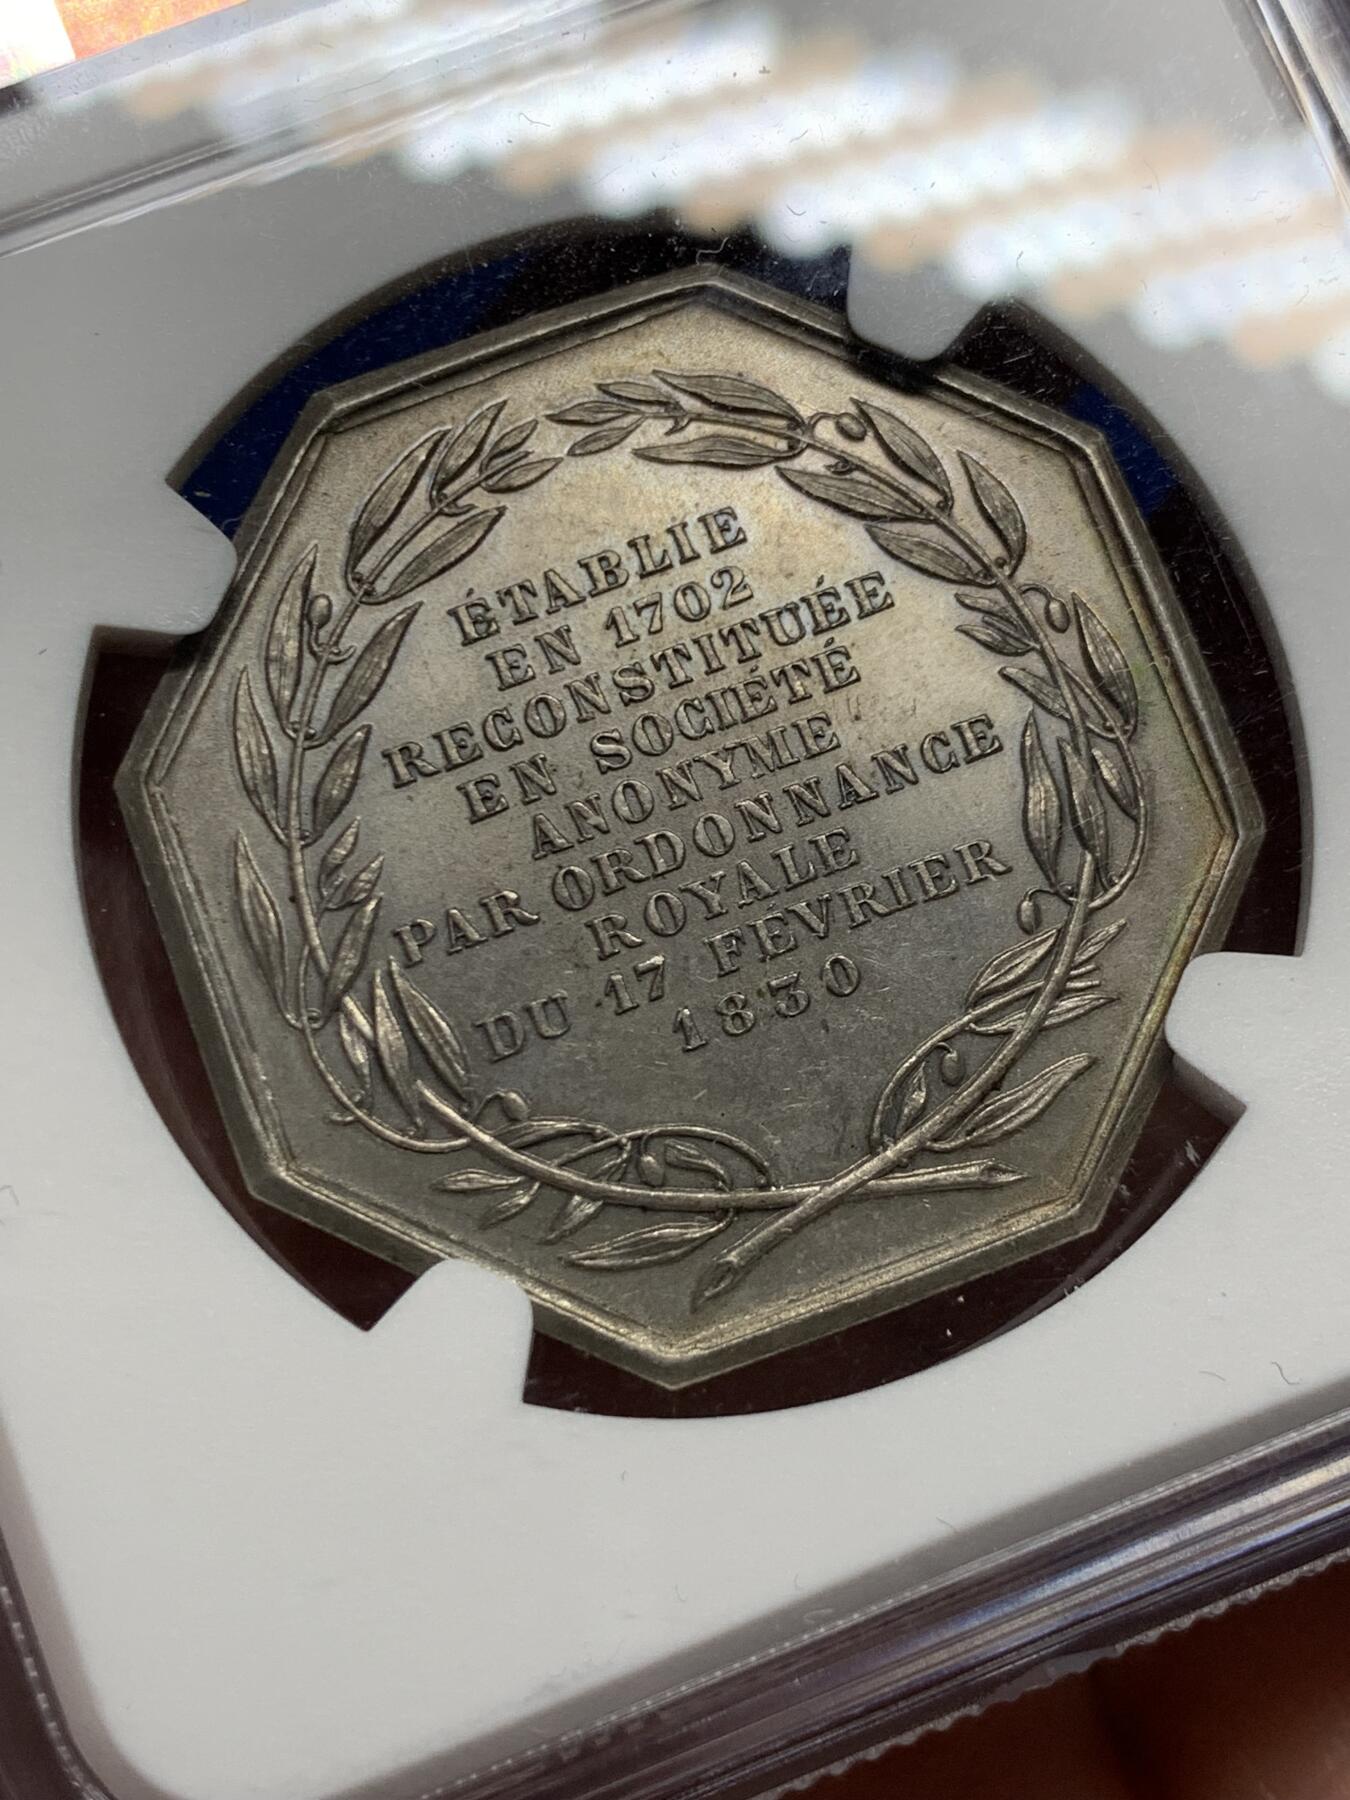 ÉTABLIE
EN 1702
RECONSTITUÉE
EN SOCIÉTÉ
ANONYME
PAR ORDONNANCE
ROYALE
DU 17 FÉVRIER
1830